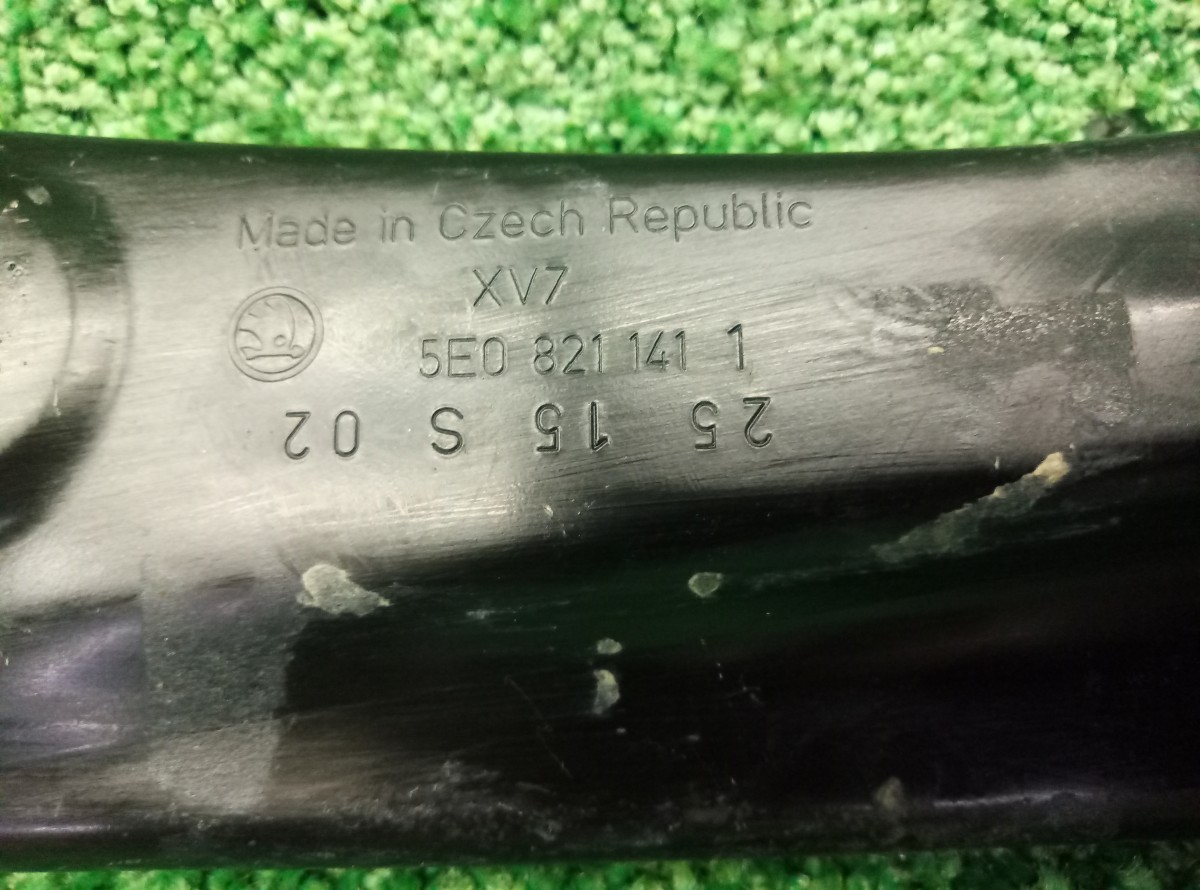 Made in Czech Republic
XV7
5E0 821 141 1
25 15 S 02